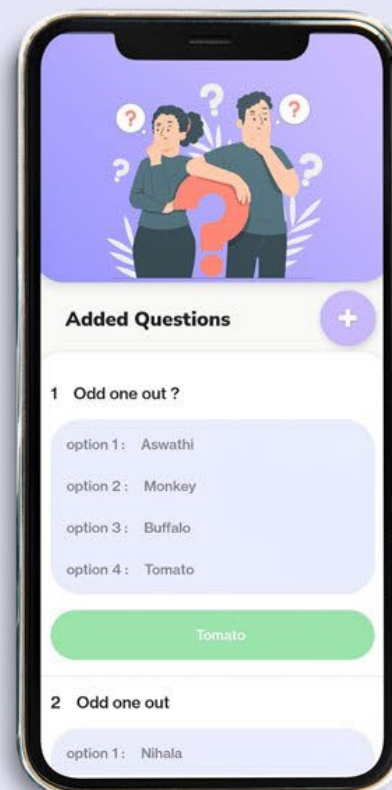 ? ? ?
? ?
?
Added Questions +
1 Odd one out ?
option 1 : Aswathi
option 2 : Monkey
option 3 : Buffalo
option 4 : Tomato
Tomato
2 Odd one out
option 1 : Nihala